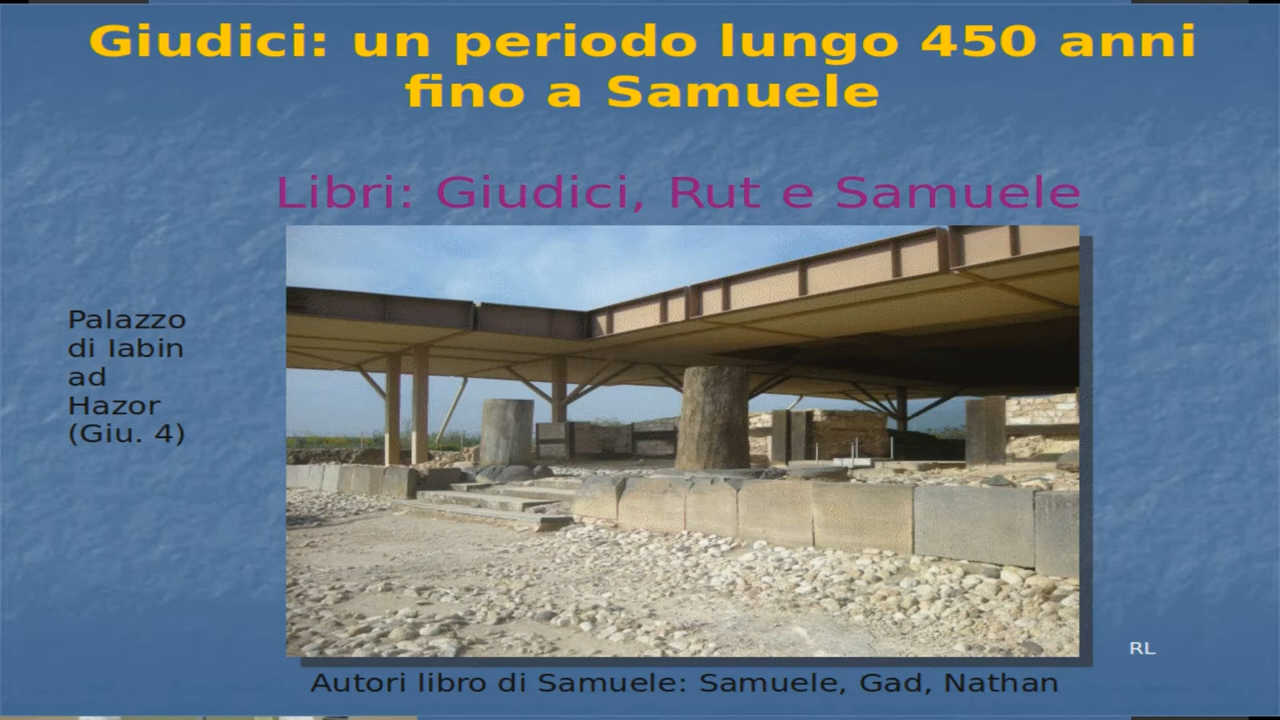 Giudici: un periodo lungo 450 anni
fino a Samuele
Libri: Giudici, Rut e Samuele
Palazzo
di Iabin
ad
Hazor
(Giu. 4)
RL
Autori libro di Samuele: Samuele, Gad, Nathan